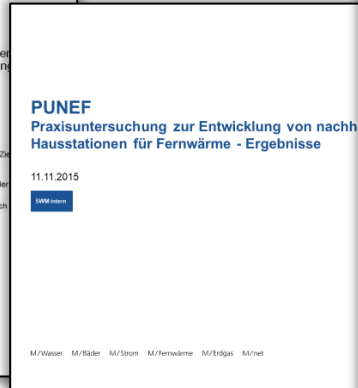 PUNEF
Praxisuntersuchung zur Entwicklung von
Hausstationen für Fernwärme - Ergebnisse
11.11.2015
SWM intern
M/Wasser M/Bäder M/Strom M/Fernwärme M/Erdgas M/net